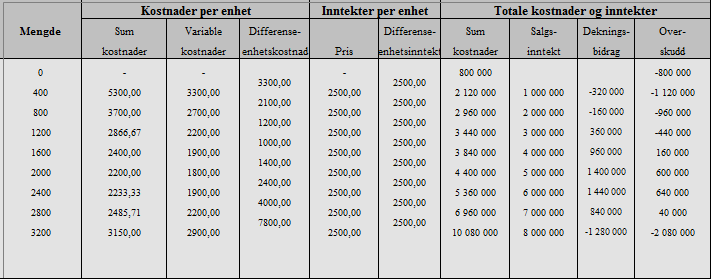 Kostnader per enhet Inntekter per enhet Totale kostnader og inntekter
Mengde Sum Variable Differense- Differense- Sum Salgs- Deknings- Over-
kostnader kostnader enhetskostnad Pris enhetsinntekt kostnader inntekt bidrag skudd
0 - - - 800 000 -800 000
3300,00 2500,00
400 5300,00 3300,00 2500,00 2 120 000 1 000 000 -320 000 -1 120 000
2100,00 2500,00
800 3700,00 2700,00 2500,00 2 960 000 2 000 000 -160 000 -960 000
1200,00 2500,00
1200 2866,67 2200,00 2500,00 3 440 000 3 000 000 360 000 -440 000
1000,00 2500,00
1600 2400,00 1900,00 2500,00 3 840 000 4 000 000 960 000 160 000
1400,00 2500,00
2000 2200,00 1800,00 2500,00 4 400 000 5 000 000 1 400 000 600 000
2400,00 2500,00
2400 2233,33 1900,00 2500,00 5 360 000 6 000 000 1 440 000 640 000
4000,00 2500,00
2800 2485,71 2200,00 2500,00 6 960 000 7 000 000 840 000 40 000
7800,00 2500,00
3200 3150,00 2900,00 2500,00 10 080 000 8 000 000 -1 280 000 -2 080 000